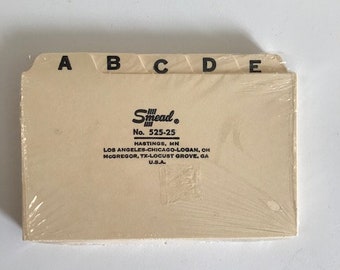 A B C D E
Smead®
No. 525-25
HASTINGS, MN
LOS ANGELES-CHICAGO-LOGAN, OH
McGREGOR, TX-LOCUST GROVE, GA
U.S.A.